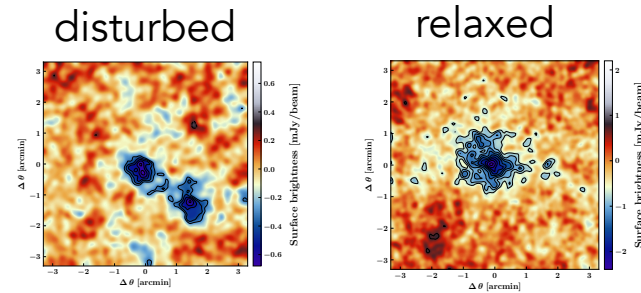 disturbed
relaxed
3
2
1
0
−1
−2
−3
−3 −2 −1 0 1 2 3
Δ θ [arcmin]
Δ θ [arcmin]
0.6
0.4
0.2
0.0
−0.2
−0.4
−0.6
Surface brightness [mJy/beam]
3
2
1
0
−1
−2
−3
−3 −2 −1 0 1 2 3
Δ θ [arcmin]
Δ θ [arcmin]
2
1
0
−1
−2
Surface brightness [mJy/beam]